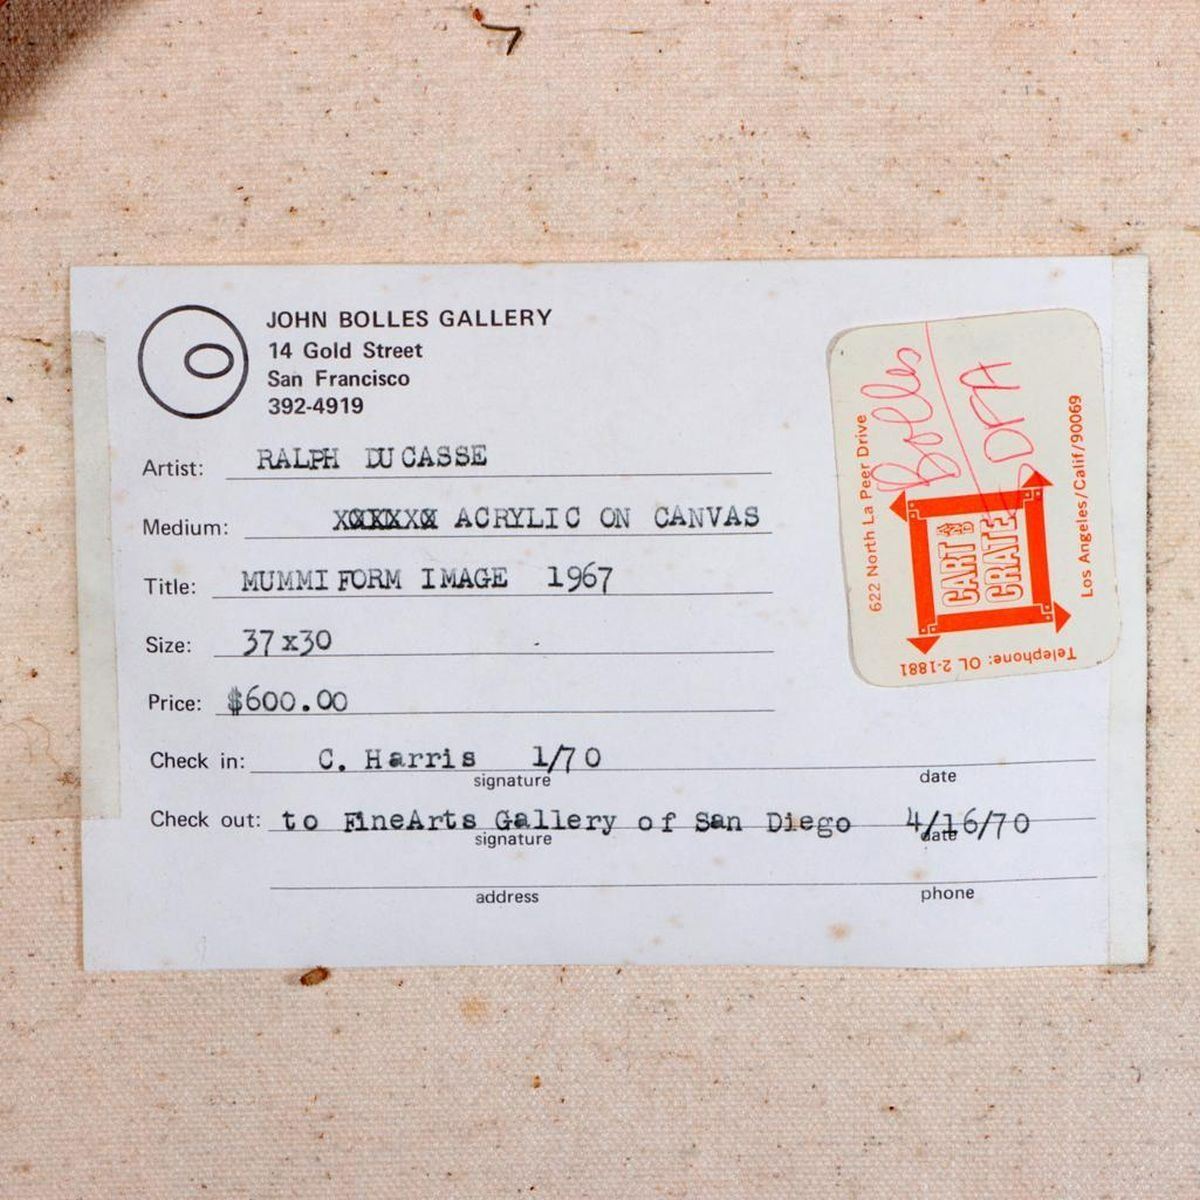 JOHN BOLLES GALLERY
14 Gold Street
San Francisco
392-4919
Artist: RALPH DU CASSE
Medium: ACRYLIC ON CANVAS
Title: MUMMIFORM IMAGE 1967
Size: 37x30
Price: $600.00
Check in: C. Harris 1/70
signature date
Check out: to FineArts Gallery of San Diego 4/16/70
signature date
address phone
Bolles
SDFA
622 North La Peer Drive
CART AND
CRATE
Los Angeles/Calif/90069
Telephone: OL 2-1881